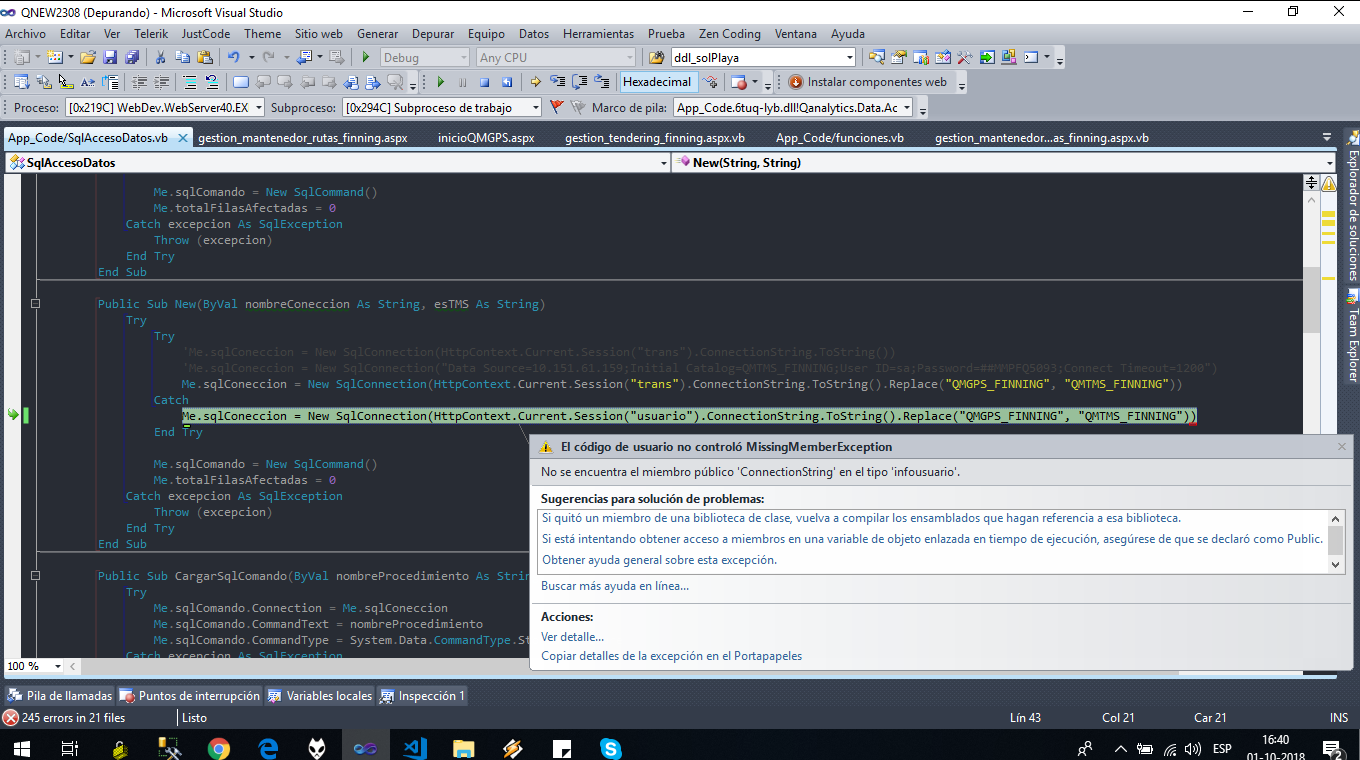 QNEW2308 (Depurando) - Microsoft Visual Studio
Archivo Editar Ver Telerik JustCode Theme Sitio web Generar Depurar Equipo Datos Herramientas Prueba Zen Coding Ventana Ayuda
Debug Any CPU ddl_solPlaya
Hexadecimal Instalar componentes web
Proceso: [0x219C] WebDev.WebServer40.EX Subproceso: [0x294C] Subproceso de trabajo Marco de pila: App_Code.6tuq-lyb.dll!Qanalytics.Data.Ac
App_Code/SqlAccesoDatos.vb gestion_mantenedor_rutas_finning.aspx inicioQMGPS.aspx gestion_tendering_finning.aspx.vb App_Code/funciones.vb gestion_mantenedor...as_finning.aspx.vb
SqlAccesoDatos New(String, String)
Me.sqlComando = New SqlCommand()
Me.totalFilasAfectadas = 0
Catch excepcion As SqlException
Throw (excepcion)
End Try
End Sub
Public Sub New(ByVal nombreConeccion As String, esTMS As String)
Try
Try
'Me.sqlConeccion = New SqlConnection(HttpContext.Current.Session("trans").ConnectionString.ToString())
'Me.sqlConeccion = New SqlConnection("Data Source=10.151.61.159;Initial Catalog=QMTMS_FINNING;User ID=sa;Password=##MMPFQS093;Connect Timeout=1200")
Me.sqlConeccion = New SqlConnection(HttpContext.Current.Session("trans").ConnectionString.ToString().Replace("QMGPS_FINNING", "QMTMS_FINNING"))
Catch
Me.sqlConeccion = New SqlConnection(HttpContext.Current.Session("usuario").ConnectionString.ToString().Replace("QMGPS_FINNING", "QMTMS_FINNING"))
End Try
Me.sqlComando = New SqlCommand()
Me.totalFilasAfectadas = 0
Catch excepcion As SqlException
Throw (excepcion)
End Try
End Sub
Public Sub CargarSqlComando(ByVal nombreProcedimiento As Strin
Try
Me.sqlComando.Connection = Me.sqlConeccion
Me.sqlComando.CommandText = nombreProcedimiento
Me.sqlComando.CommandType = System.Data.CommandType.St
Catch excepcion As SqlException
El código de usuario no controló MissingMemberException
No se encuentra el miembro público 'ConnectionString' en el tipo 'infousuario'.
Sugerencias para solución de problemas:
Si quitó un miembro de una biblioteca de clase, vuelva a compilar los ensamblados que hagan referencia a esa biblioteca.
Si está intentando obtener acceso a miembros en una variable de objeto enlazada en tiempo de ejecución, asegúrese de que se declaró como Public.
Obtener ayuda general sobre esta excepción.
Buscar más ayuda en línea...
Acciones:
Ver detalle...
Copiar detalles de la excepción en el Portapapeles
Explorador de soluciones
Team Explorer
100 %
Pila de llamadas Puntos de interrupción Variables locales Inspección 1
245 errors in 21 files Listo Lín 43 Col 21 Car 21 INS
ESP 16:40
01-10-2018 2